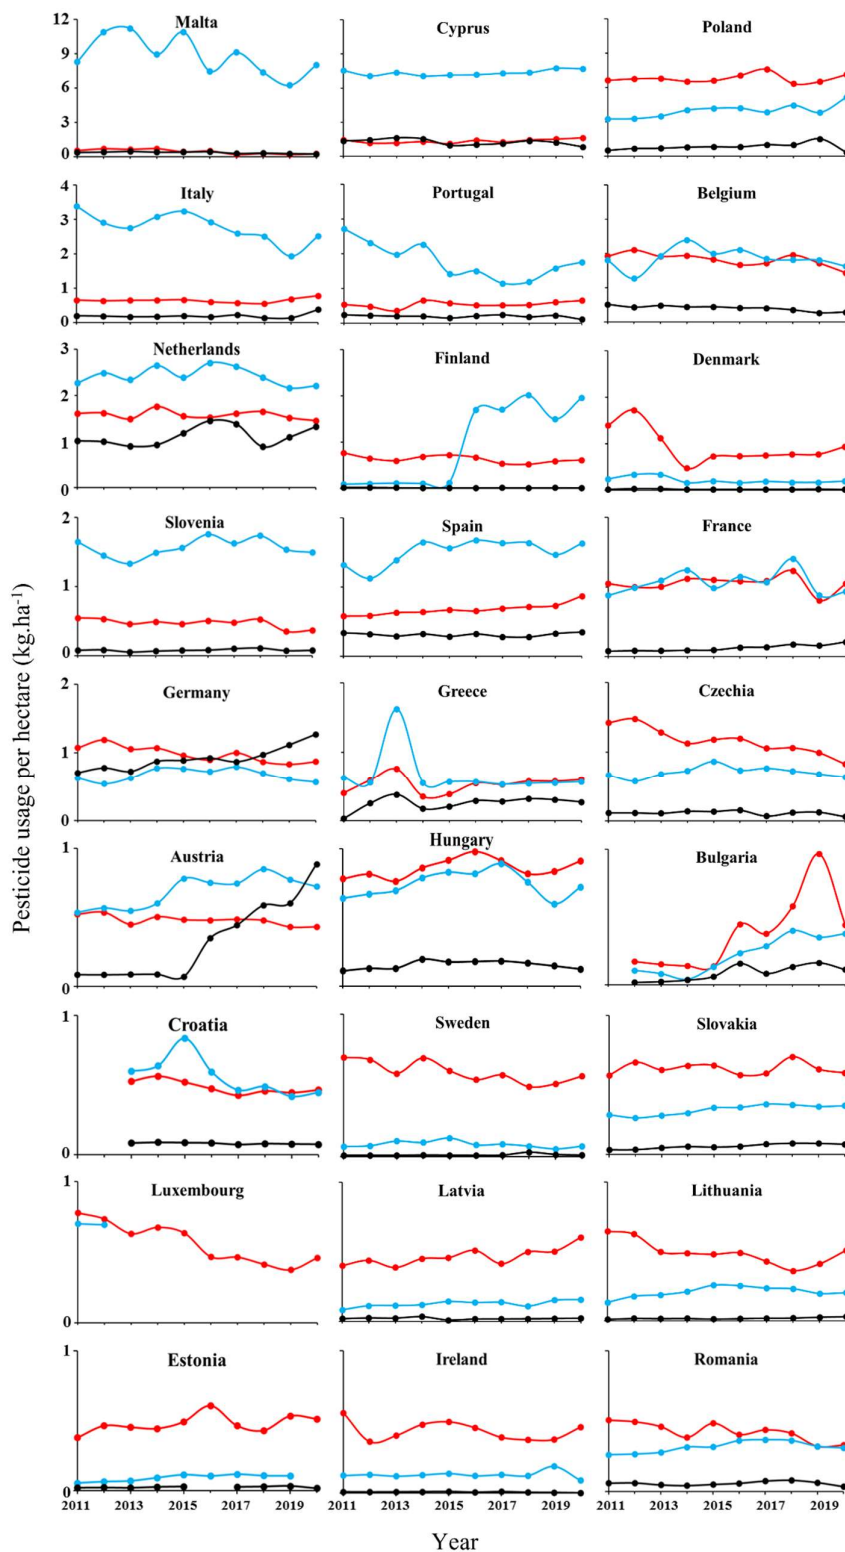 Malta
Cyprus
Poland
12
9
6
3
0
Italy
Portugal
Belgium
4
3
2
1
0
Netherlands
Finland
Denmark
3
2
1
0
Slovenia
Spain
France
2
1
0
Germany
Greece
Czechia
2
1
0
Austria
Hungary
Bulgaria
1
0
Croatia
Sweden
Slovakia
1
0
Luxembourg
Latvia
Lithuania
1
0
Estonia
Ireland
Romania
1
0
2011 2013 2015 2017 2019
2011 2013 2015 2017 2019
2011 2013 2015 2017 2019
Pesticide usage per hectare (kg.ha⁻¹)
Year